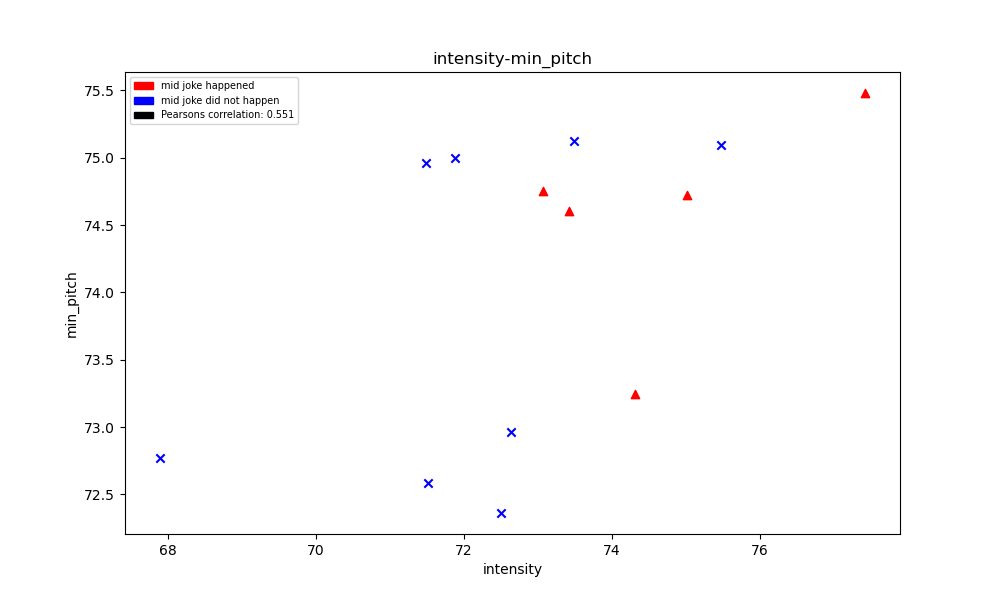 intensity-min_pitch
mid joke happened
mid joke did not happen
Pearsons correlation: 0.551
75.5
75.0
74.5
74.0
73.5
73.0
72.5
min_pitch
68 70 72 74 76
intensity